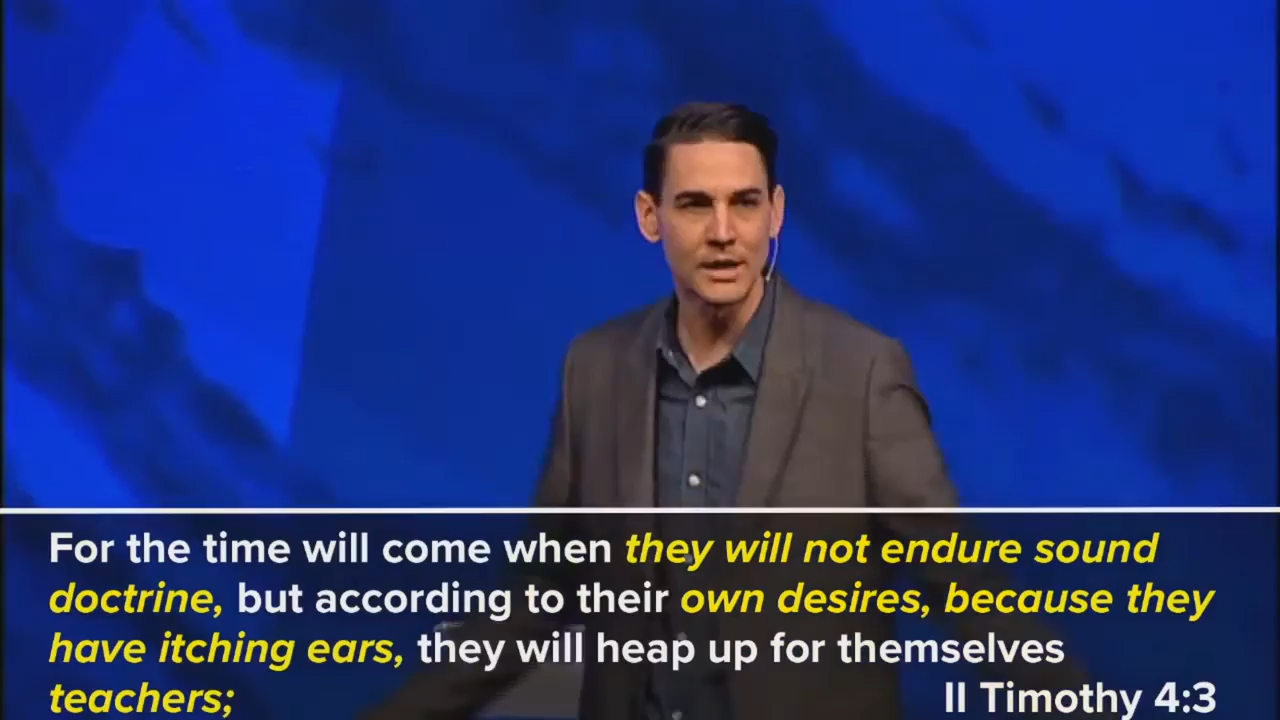 For the time will come when they will not endure sound
doctrine, but according to their own desires, because they
have itching ears, they will heap up for themselves
teachers; II Timothy 4:3